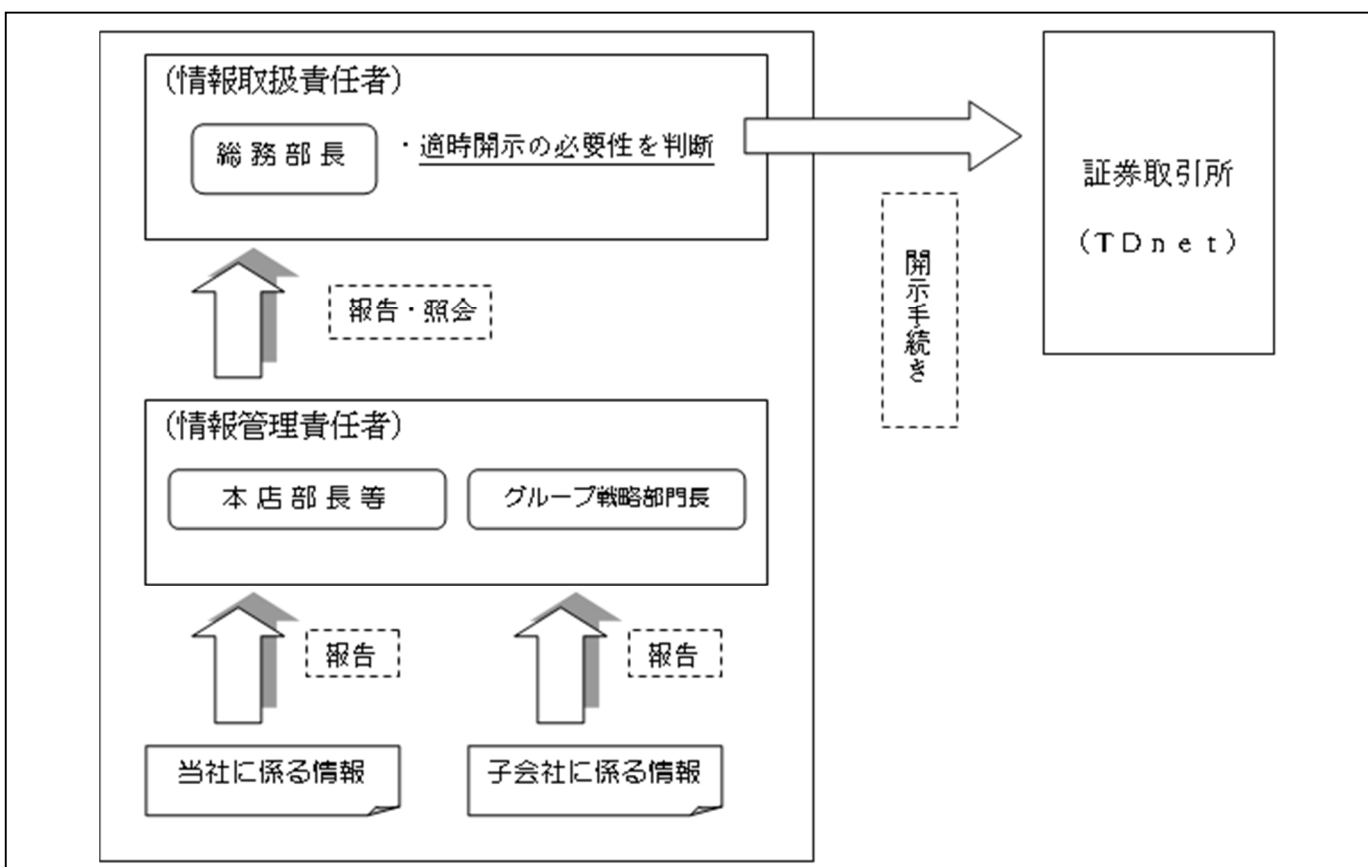 (情報取扱責任者)
総務部長
・適時開示の必要性を判断
証券取引所
(TDnet)
開示手続き
報告・照会
(情報管理責任者)
本店部長等
グループ戦略部門長
報告
報告
当社に係る情報
子会社に係る情報